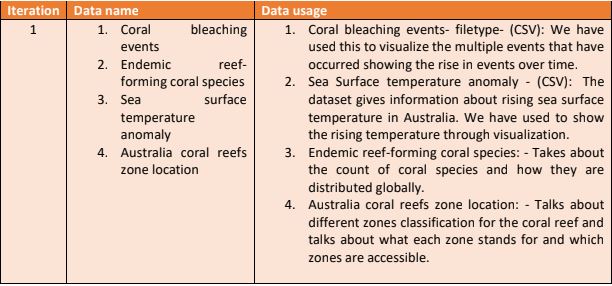 Iteration Data name Data usage
1
1. Coral bleaching
events
2. Endemic reef-
forming coral species
3. Sea surface
temperature
anomaly
4. Australia coral reefs
zone location
1. Coral bleaching events- filetype- (CSV): We have
used this to visualize the multiple events that have
occurred showing the rise in events over time.
2. Sea Surface temperature anomaly - (CSV): The
dataset gives information about rising sea surface
temperature in Australia. We have used to show
the rising temperature through visualization.
3. Endemic reef-forming coral species: - Takes about
the count of coral species and how they are
distributed globally.
4. Australia coral reefs zone location: - Talks about
different zones classification for the coral reef and
talks about what each zone stands for and which
zones are accessible.